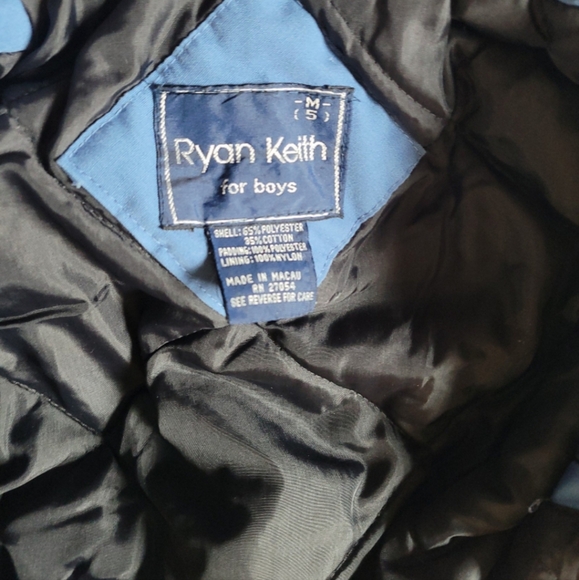 -M-
(5)
Ryan Keith
for boys
SHELL: 65% POLYESTER
35% COTTON
PADDING: 100% POLYESTER
LINING: 100% NYLON
MADE IN MACAU
RN 27054
SEE REVERSE FOR CARE